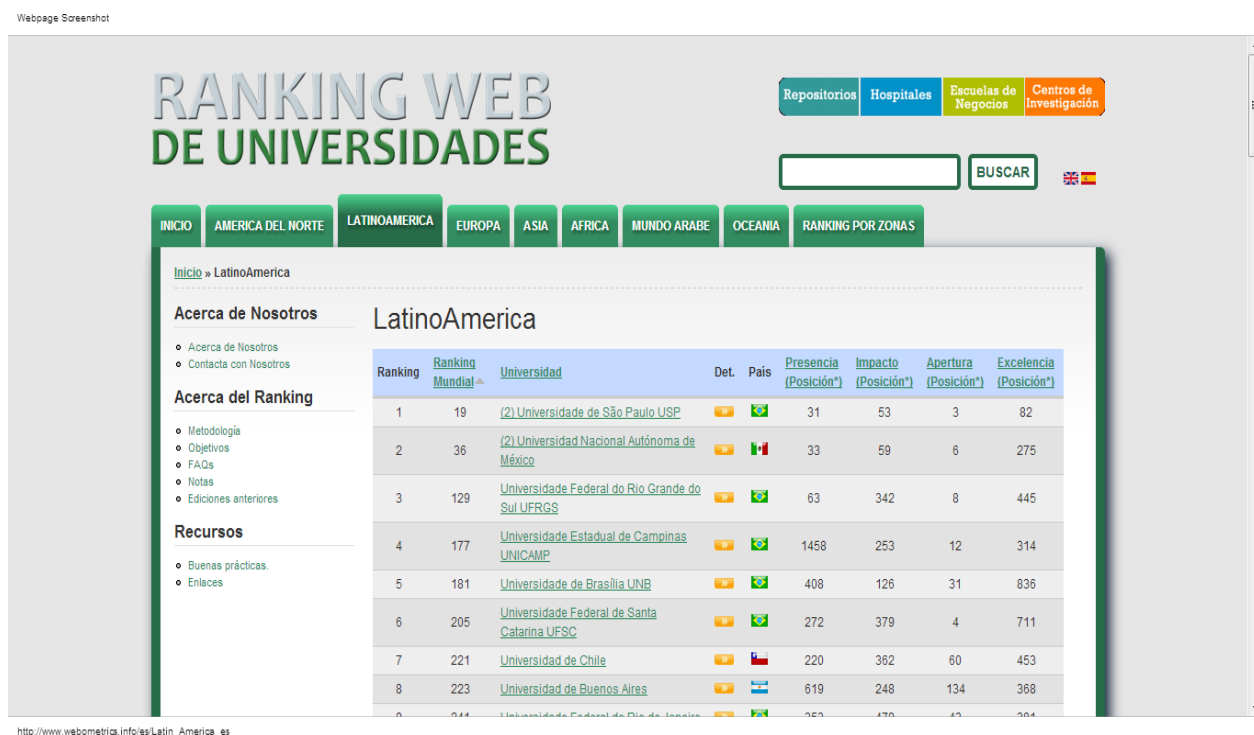 Webpage Screenshot
RANKING WEB
DE UNIVERSIDADES
Repositorios Hospitales Escuelas de Negocios Centros de Investigación
BUSCAR
INICIO AMERICA DEL NORTE LATINOAMERICA EUROPA ASIA AFRICA MUNDO ARABE OCEANIA RANKING POR ZONAS
Inicio » LatinoAmerica
Acerca de Nosotros
Acerca de Nosotros
Contacta con Nosotros
Acerca del Ranking
Metodología
Objetivos
FAQs
Notas
Ediciones anteriores
Recursos
Buenas prácticas.
Enlaces
LatinoAmerica
Ranking Ranking Mundial Universidad Det. País Presencia (Posición*) Impacto (Posición*) Apertura (Posición*) Excelencia (Posición*)
1 19 (2) Universidade de São Paulo USP 31 53 3 82
2 36 (2) Universidad Nacional Autónoma de México 33 59 6 275
3 129 Universidade Federal do Rio Grande do Sul UFRGS 63 342 8 445
4 177 Universidade Estadual de Campinas UNICAMP 1458 253 12 314
5 181 Universidade de Brasília UNB 408 126 31 836
6 205 Universidade Federal de Santa Catarina UFSC 272 379 4 711
7 221 Universidad de Chile 220 362 60 453
8 223 Universidad de Buenos Aires 619 248 134 368
http://www.webometrics.info/es/Latin_America_es